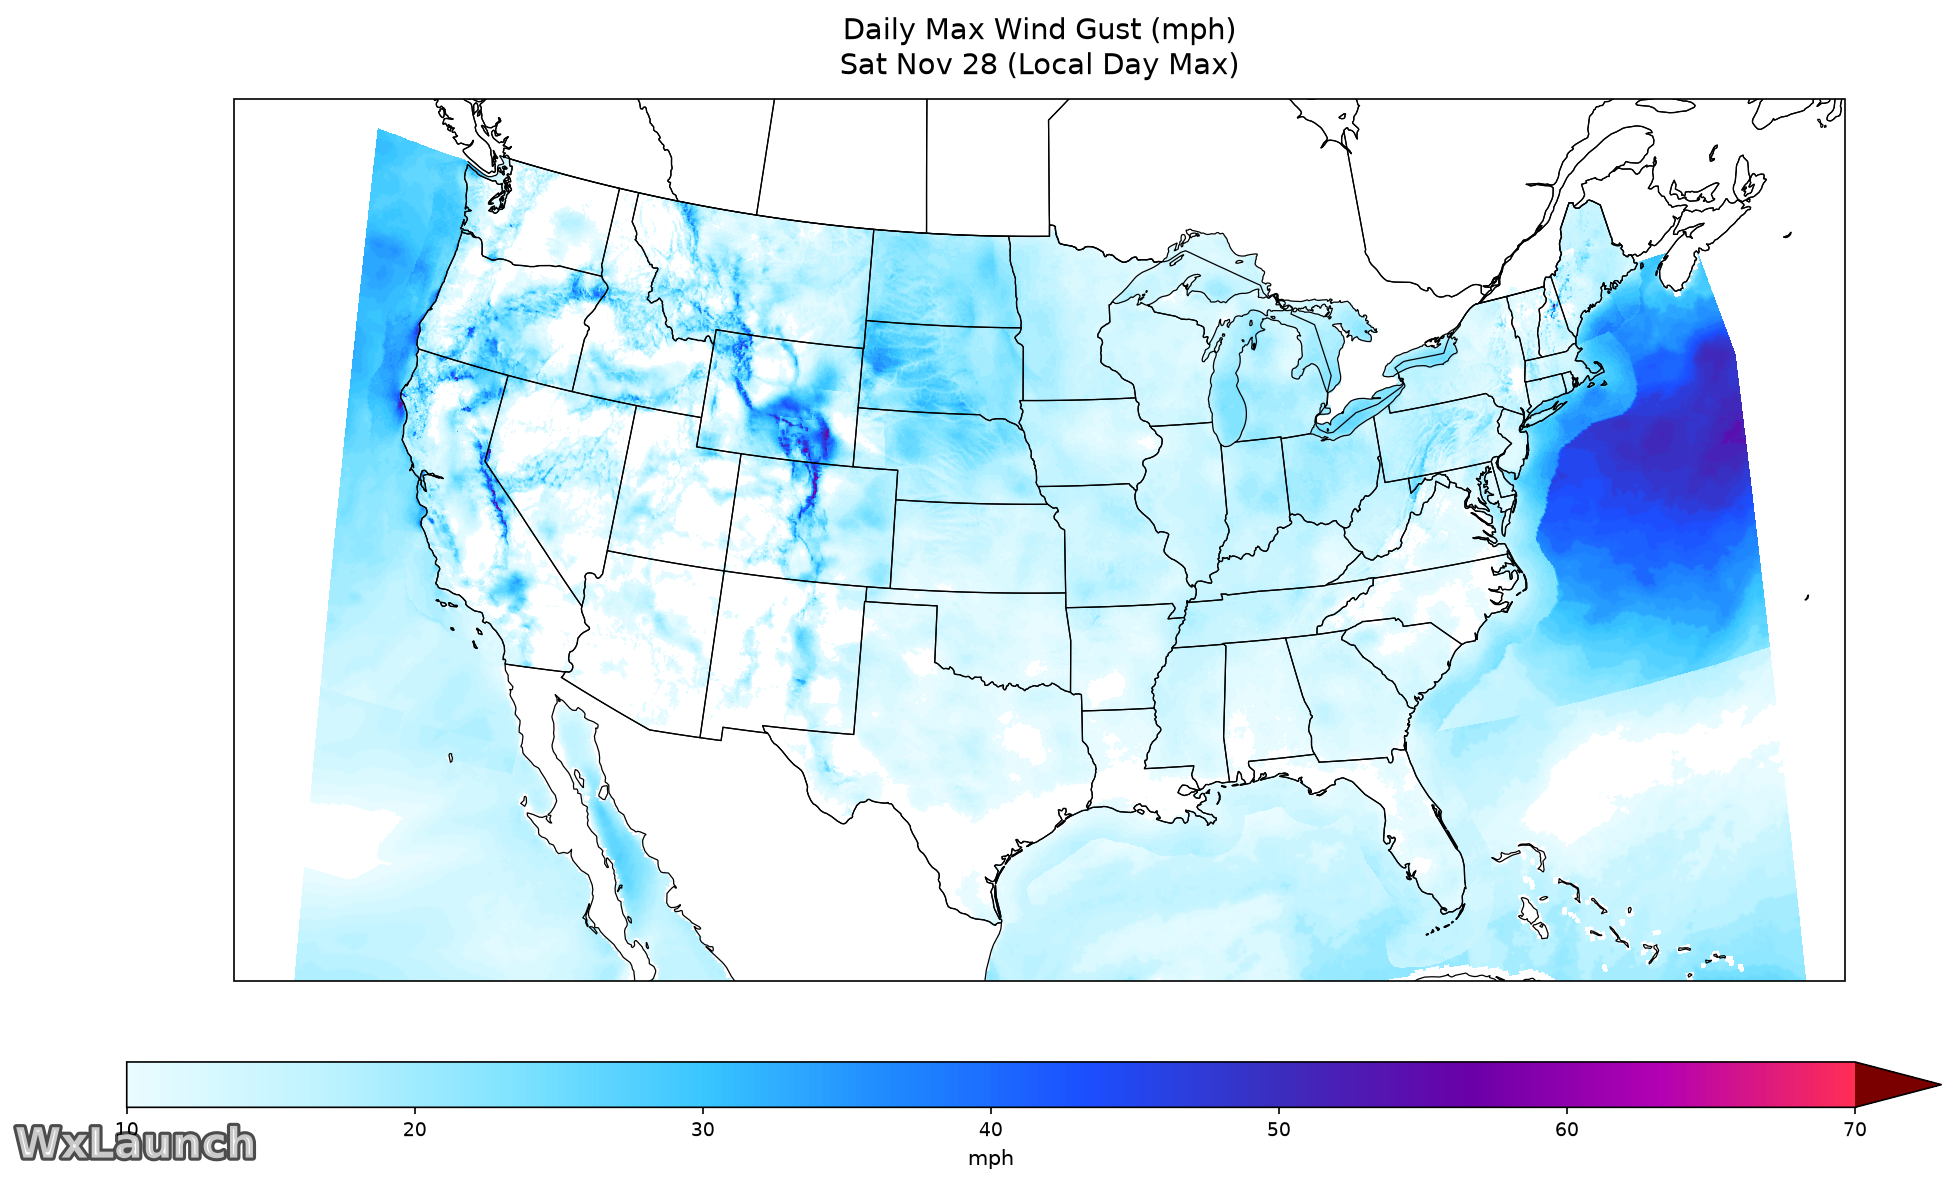 Daily Max Wind Gust (mph)
Sat Nov 28 (Local Day Max)
10 20 30 40 50 60 70
mph
WxLaunch